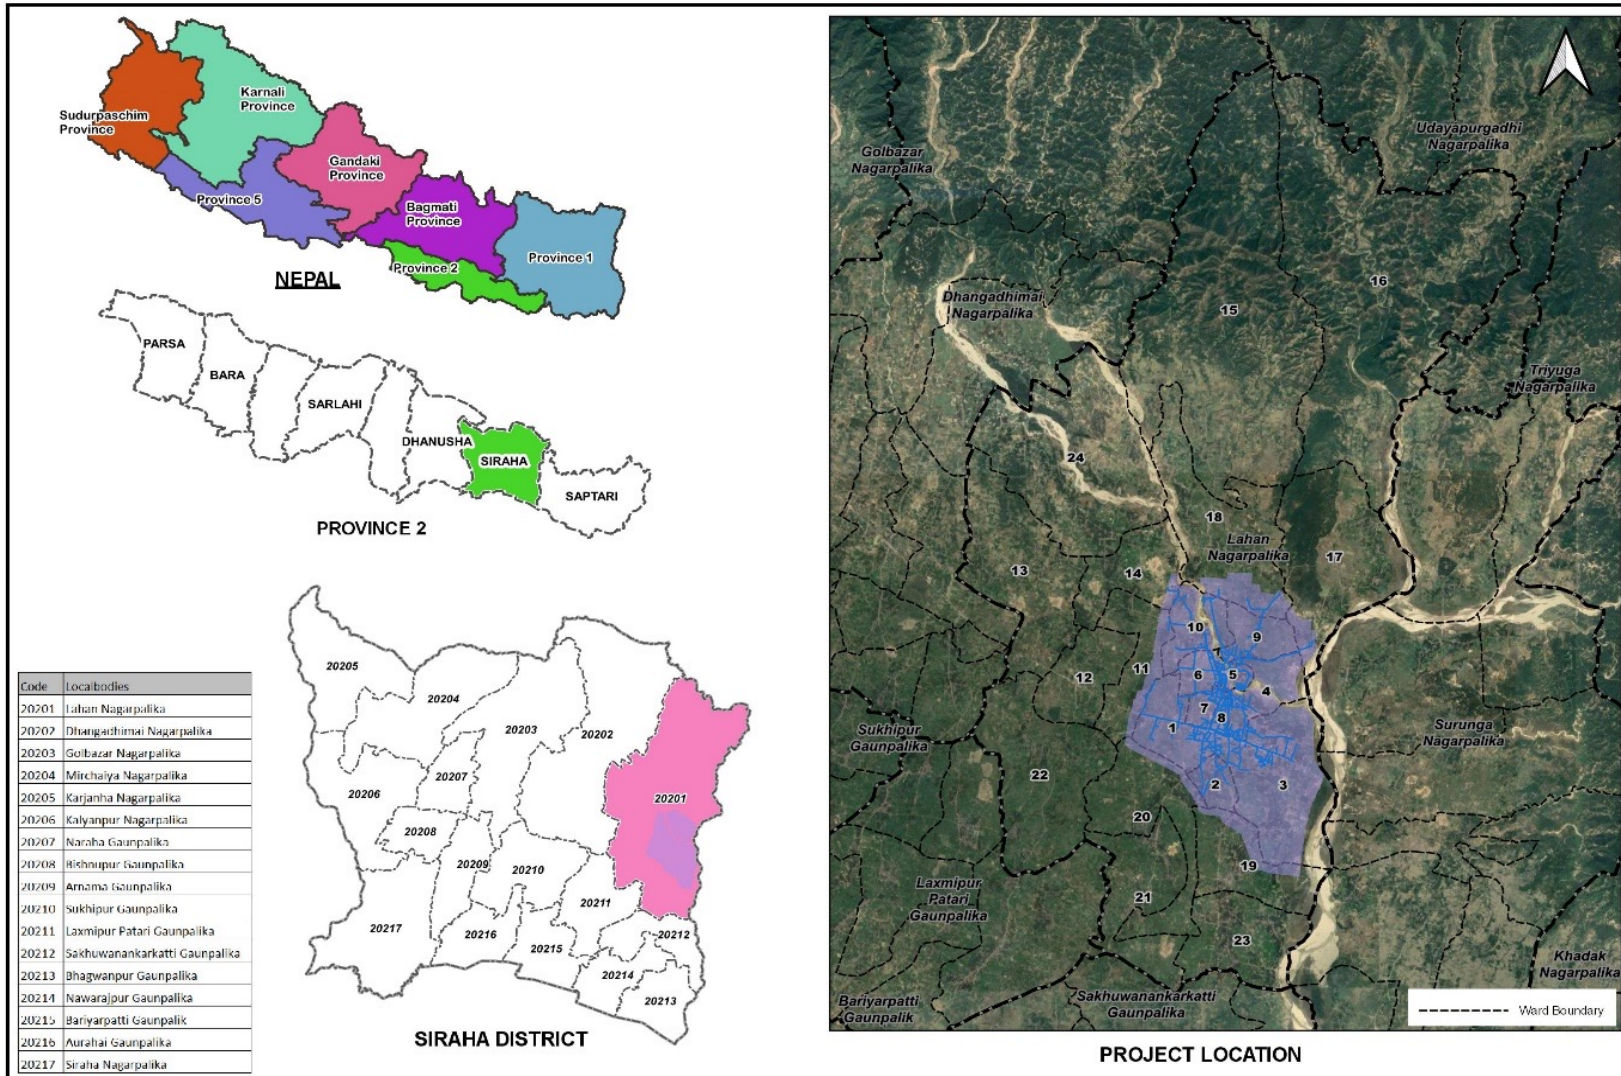 Sudurpaschim
Province
Karnali
Province
Gandaki
Province
Province 5
Bagmati
Province
Province 2
Province 1
NEPAL
PARSA
BARA
SARLAHI
DHANUSHA
SIRAHA
SAPTARI
PROVINCE 2
20205
20204
20203
20202
20207
20206
20201
20208
20209
20210
20211
20217
20216
20215
20212
20214
20213
SIRAHA DISTRICT
Code Localbodies
20201 Lahan Nagarpalika
20202 Dhangadhimai Nagarpalika
20203 Golbazar Nagarpalika
20204 Mirchaiya Nagarpalika
20205 Karjanha Nagarpalika
20206 Kalyanpur Nagarpalika
20207 Naraha Gaunpalika
20208 Bishnupur Gaunpalika
20209 Arnama Gaunpalika
20210 Sukhipur Gaunpalika
20211 Laxmipur Patari Gaunpalika
20212 Sakhuwanankarkatti Gaunpalika
20213 Bhagwanpur Gaunpalika
20214 Nawarajpur Gaunpalika
20215 Bariyarpatti Gaunpalik
20216 Aurahai Gaunpalika
20217 Siraha Nagarpalika
Udayapurgadhi
Nagarpalika
Golbazar
Nagarpalika
16
Dhangadhimai
Nagarpalika
15
Triyuga
Nagarpalika
24
18
Lahan
Nagarpalika
17
13
14
10
9
11
12
6
5
4
7
8
1
Sukhipur
Gaunpalika
Surunga
Nagarpalika
22
2
3
20
19
Laxmipur
Patari
Gaunpalika
21
23
Khadak
Nagarpalika
Bariyarpatti
Gaunpalik
Sakhuwanankarkatti
Gaunpalika
Ward Boundary
PROJECT LOCATION